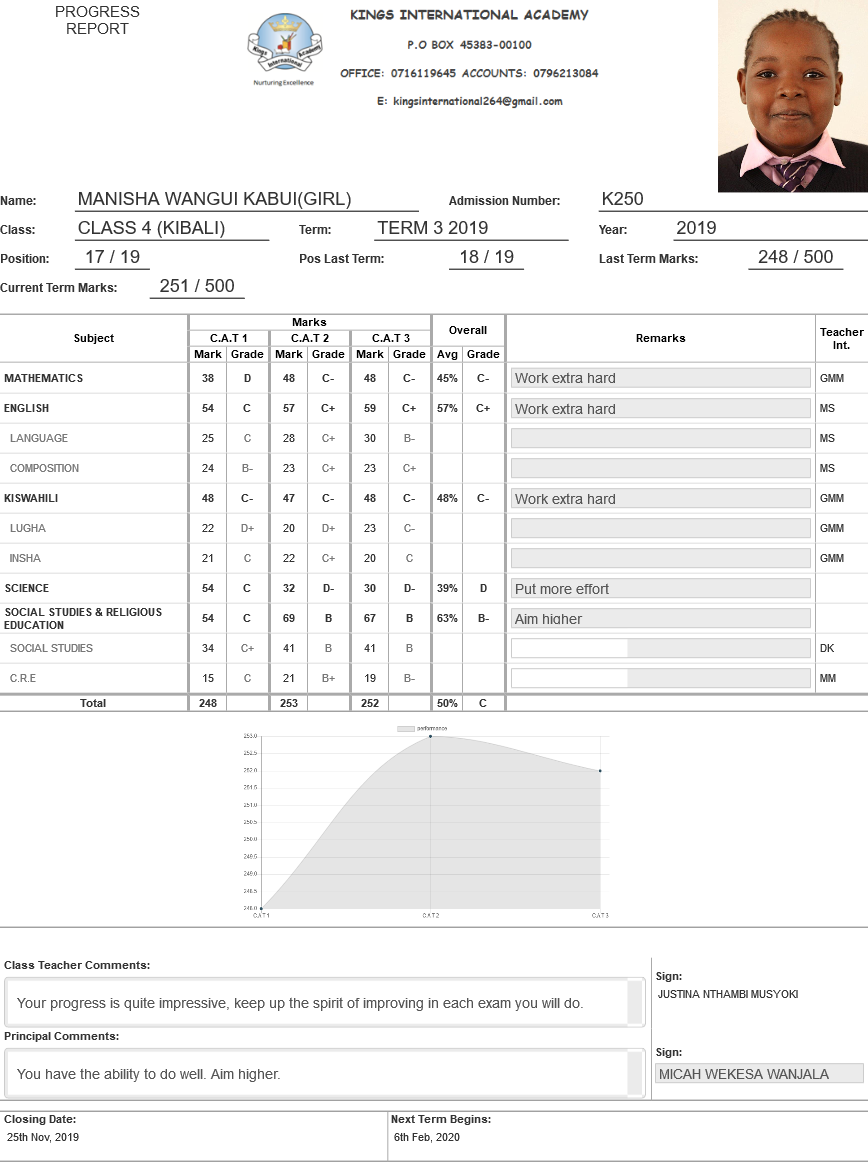 PROGRESS
REPORT
KINGS INTERNATIONAL ACADEMY
P.O BOX 45383-00100
OFFICE: 0716119645 ACCOUNTS: 0796213084
E: kingsinternational264@gmail.com
Kings International Academy
Nurturing Excellence
Name: MANISHA WANGUI KABUI(GIRL) Admission Number: K250
Class: CLASS 4 (KIBALI) Term: TERM 3 2019 Year: 2019
Position: 17 / 19 Pos Last Term: 18 / 19 Last Term Marks: 248 / 500
Current Term Marks: 251 / 500
Subject Marks Overall Remarks Teacher Int.
C.A.T 1 C.A.T 2 C.A.T 3
Mark Grade Mark Grade Mark Grade Avg Grade
MATHEMATICS 38 D 48 C- 48 C- 45% C- Work extra hard GMM
ENGLISH 54 C 57 C+ 59 C+ 57% C+ Work extra hard MS
LANGUAGE 25 C 28 C+ 30 B- MS
COMPOSITION 24 B- 23 C+ 23 C+ MS
KISWAHILI 48 C- 47 C- 48 C- 48% C- Work extra hard GMM
LUGHA 22 D+ 20 D+ 23 C- GMM
INSHA 21 C 22 C+ 20 C GMM
SCIENCE 54 C 32 D- 30 D- 39% D Put more effort
SOCIAL STUDIES & RELIGIOUS
EDUCATION 54 C 69 B 67 B 63% B- Aim higher
SOCIAL STUDIES 34 C+ 41 B 41 B DK
C.R.E 15 C 21 B+ 19 B- MM
Total 248 253 252 50% C
performance
253.0
252.5
252.0
251.5
251.0
250.5
250.0
249.5
249.0
248.5
248.0
C.A.T 1 C.A.T 2 C.A.T 3
Class Teacher Comments:
Your progress is quite impressive, keep up the spirit of improving in each exam you will do.
Sign:
JUSTINA NTHAMBI MUSYOKI
Principal Comments:
You have the ability to do well. Aim higher.
Sign:
MICAH WEKESA WANJALA
Closing Date:
25th Nov, 2019
Next Term Begins:
6th Feb, 2020